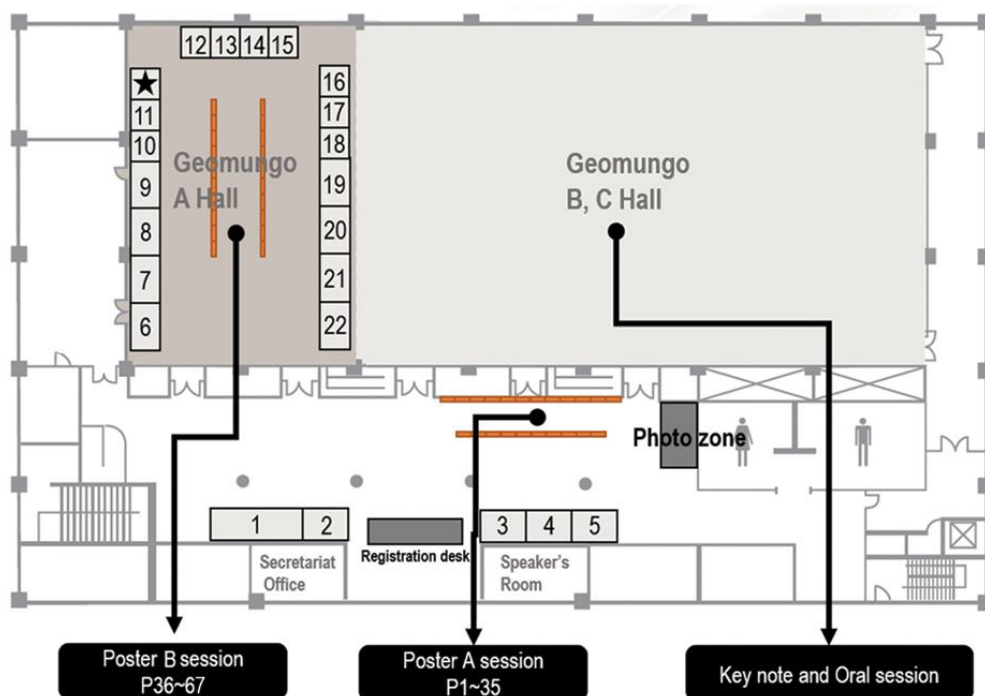 12 13 14 15
★
11
10
9
8
7
6
16
17
18
19
20
21
22
Geomungo
A Hall
Geomungo
B, C Hall
Photo zone
1 2
Registration desk
3 4 5
Secretariat
Office
Speaker's
Room
Poster B session
P36~67
Poster A session
P1~35
Key note and Oral session